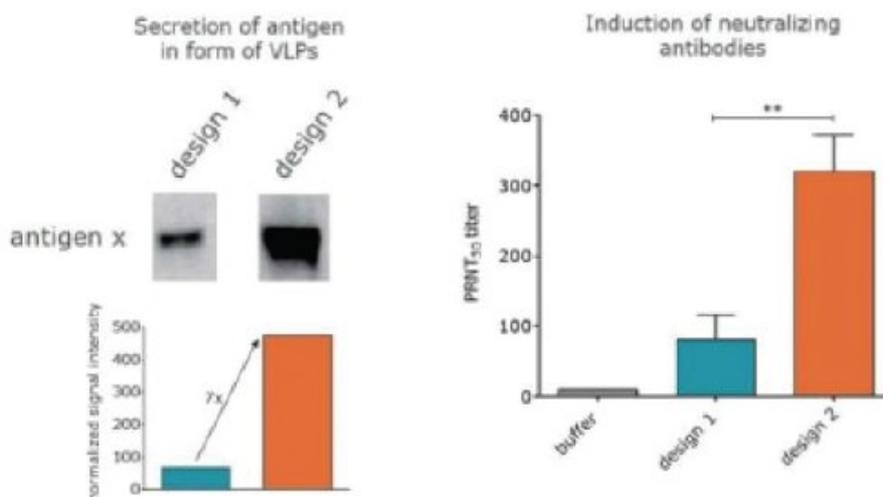 Secretion of antigen
in form of VLPs
design 1
design 2
antigen x
normalized signal intensity
500
400
300
200
100
0
7x
Induction of neutralizing
antibodies
**
PRNT₅₀ titer
400
300
200
100
0
buffer
design 1
design 2